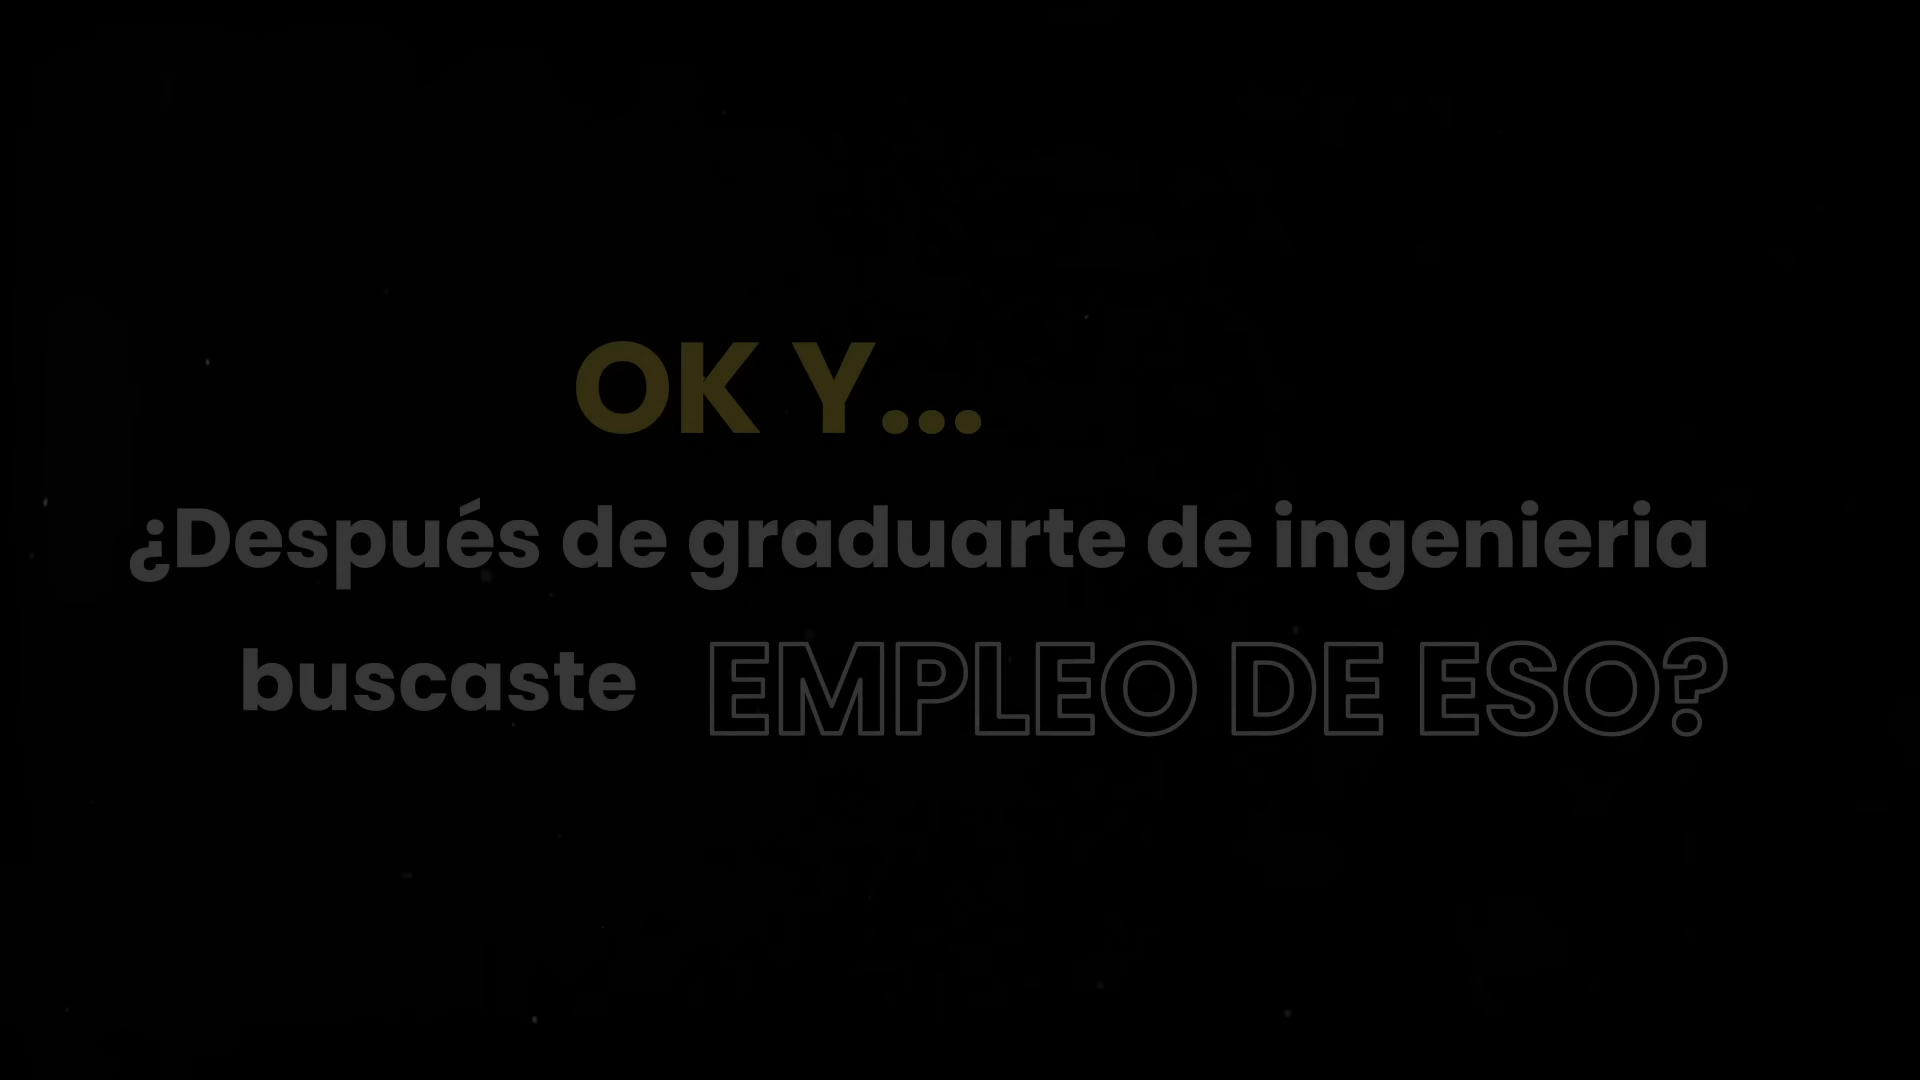 OK Y...
¿Después de graduarte de ingenieria
buscaste EMPLEO DE ESO?